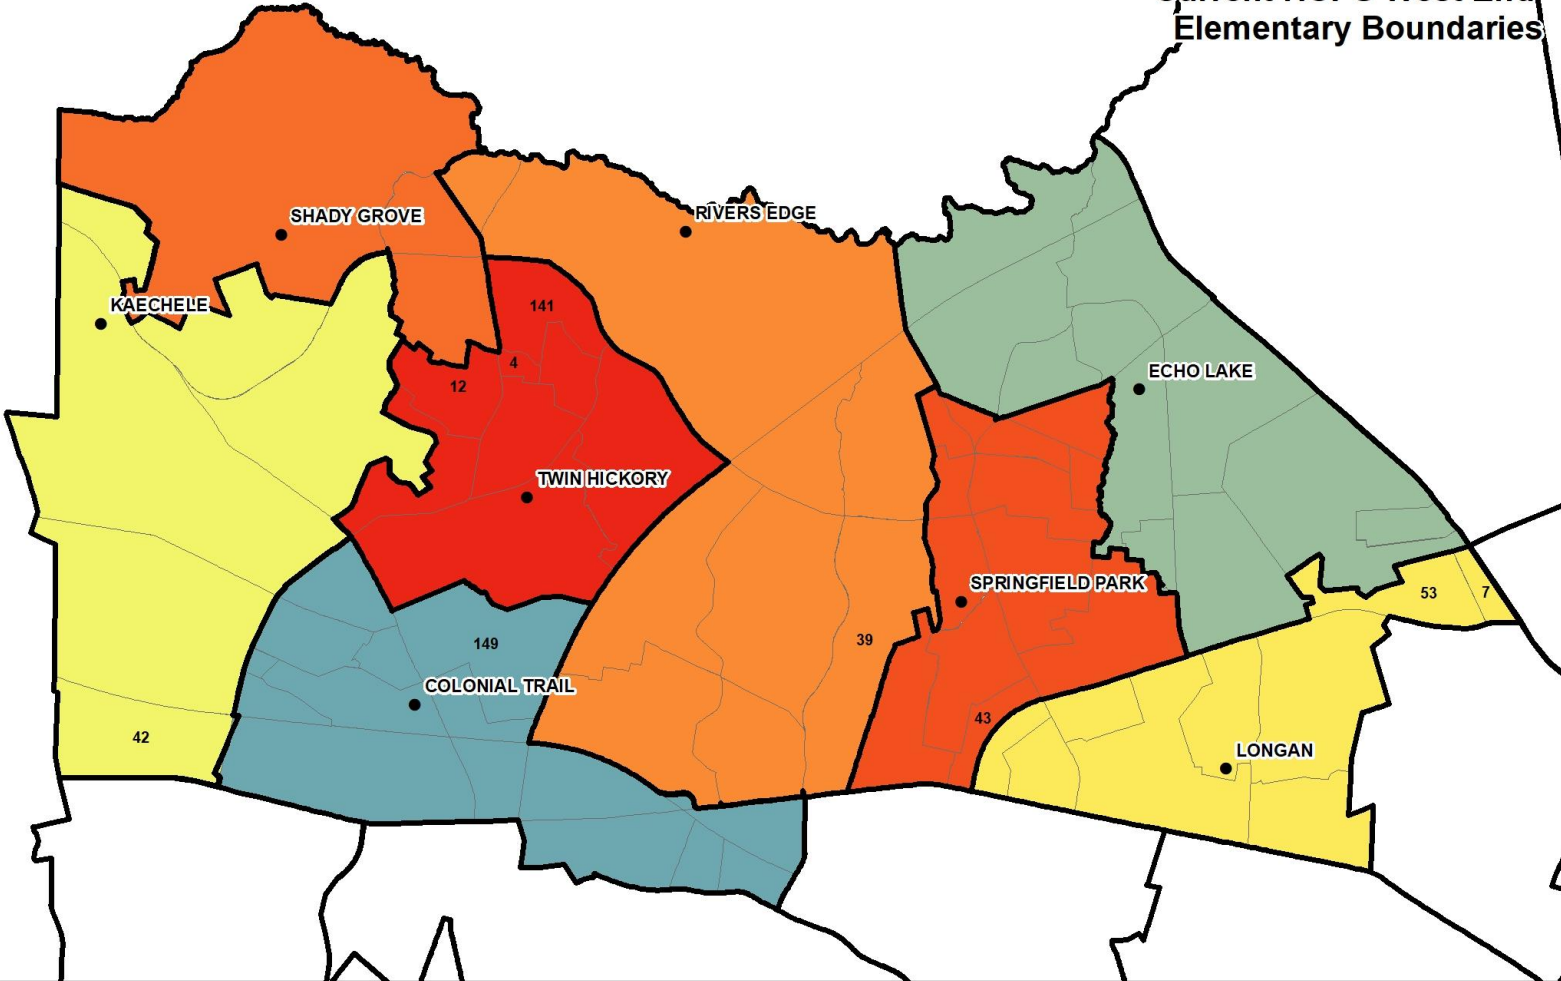 Elementary Boundaries
SHADY GROVE
RIVERS EDGE
KAECHELE
141
4
12
ECHO LAKE
TWIN HICKORY
SPRINGFIELD PARK
53
7
149
39
COLONIAL TRAIL
43
42
LONGAN